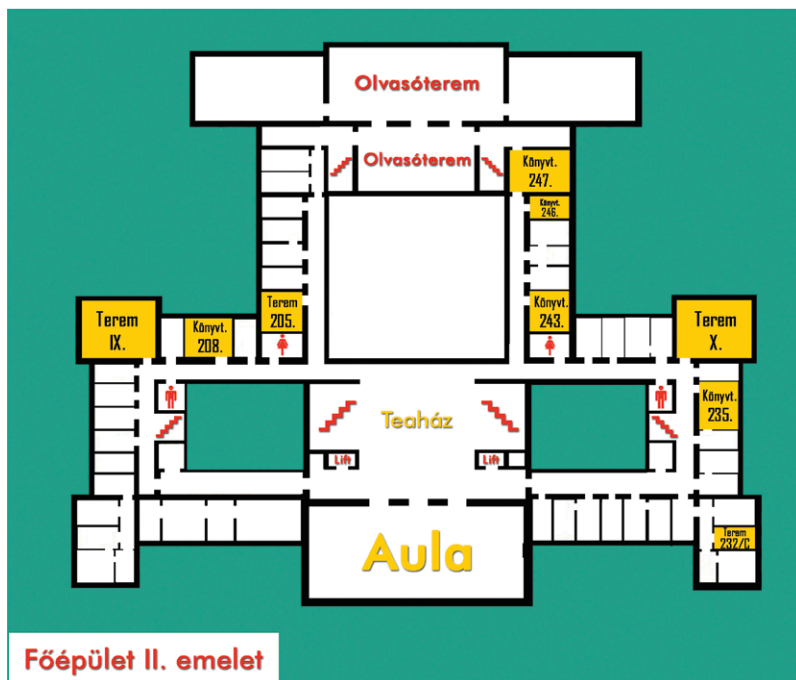 Olvasóterem
Olvasóterem
Könyvt.
247.
Könyvt.
246.
Terem
205.
Könyvt.
243.
Terem
IX.
Könyvt.
208.
Terem
X.
Könyvt.
235.
Teaház
Lift
Lift
Aula
Terem
232/C
Főépület II. emelet